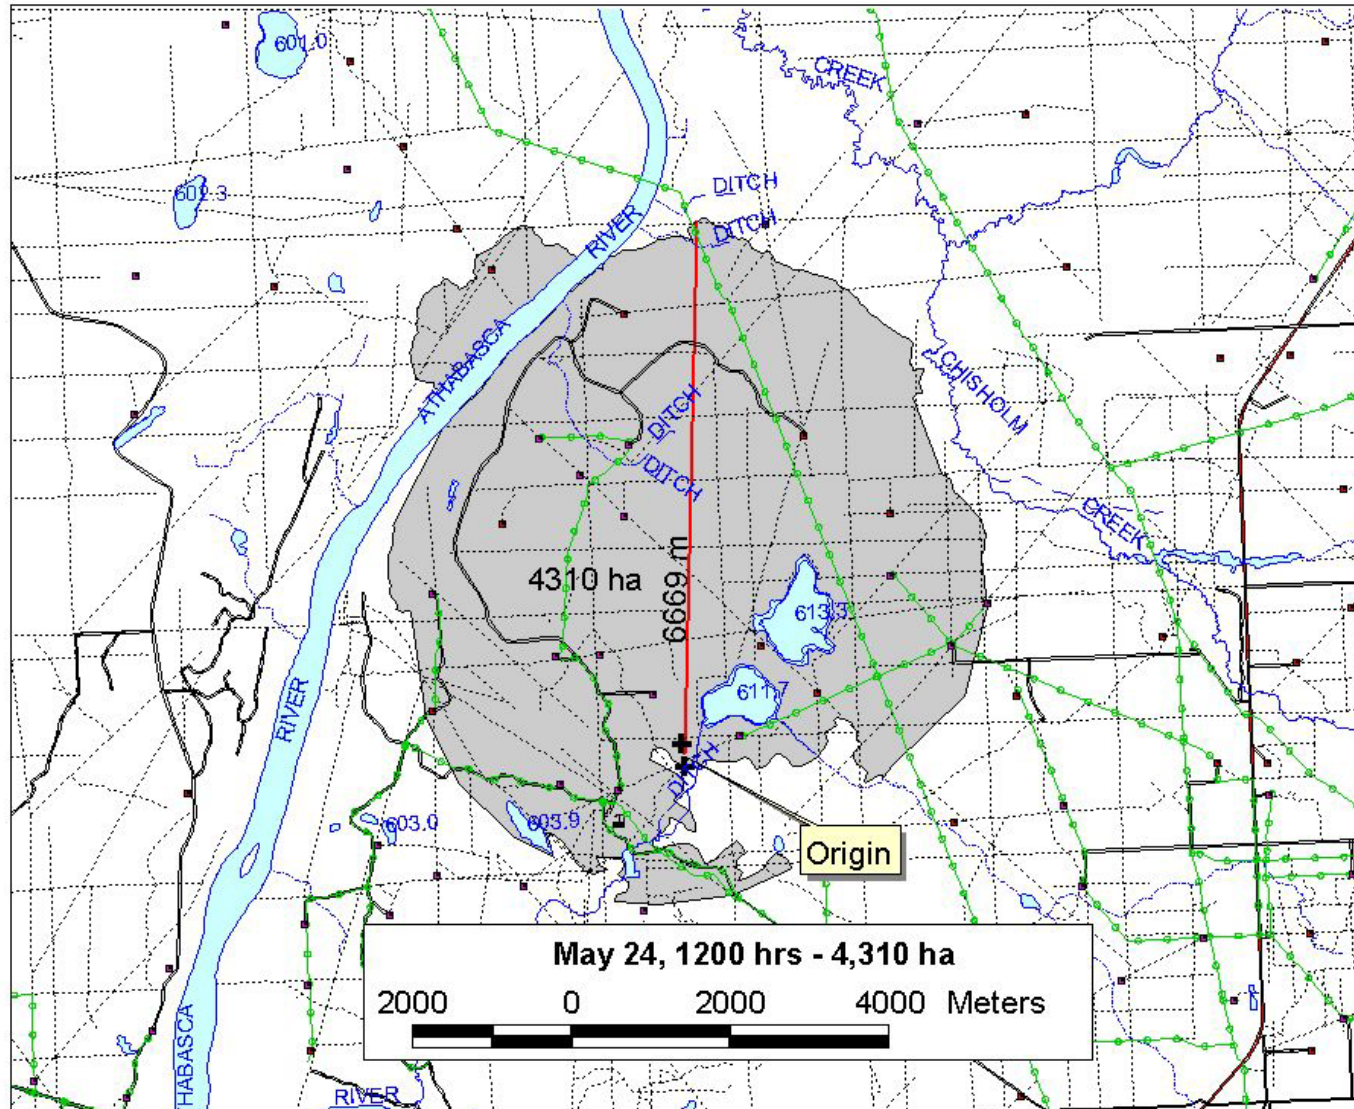 601.0
CREEK
601.3
DITCH
DITCH
RIVER
ATHABASCA
CHISHOLM
DITCH
DITCH
CREEK
4310 ha
6669 m
613.3
611.7
RIVER
DITCH
603.0
603.9
Origin
May 24, 1200 hrs - 4,310 ha
2000 0 2000 4000 Meters
HABASCA
RIVER